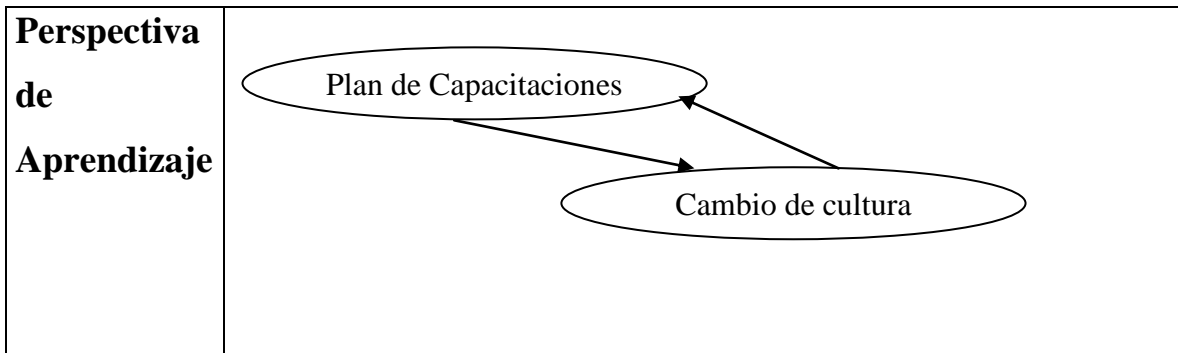 Perspectiva
de
Aprendizaje
Plan de Capacitaciones
Cambio de cultura